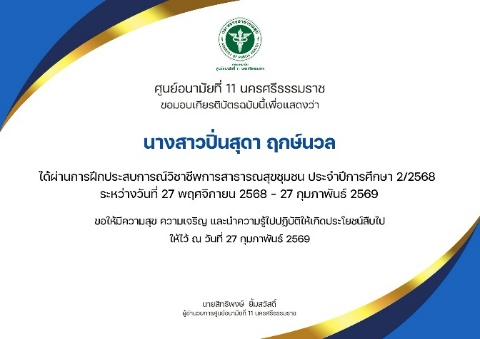 ศูนย์อนามัยที่ 11 นครศรีธรรมราช
ขอมอบเกียรติบัตรฉบับนี้เพื่อแสดงว่า
นางสาวปิ่นสุดา ฤกษ์นวล
ได้ผ่านการฝึกประสบการณ์วิชาชีพการสาธารณสุขชุมชน ประจำปีการศึกษา 2/2568
ระหว่างวันที่ 27 พฤศจิกายน 2568 - 27 กุมภาพันธ์ 2569
ขอให้มีความสุข ความเจริญ และนำความรู้ไปปฏิบัติให้เกิดประโยชน์สืบไป
ให้ไว้ ณ วันที่ 27 กุมภาพันธ์ 2569
นายสิทธิพงษ์ ยิ้มสวัสดิ์
ผู้อำนวยการศูนย์อนามัยที่ 11 นครศรีธรรมราช